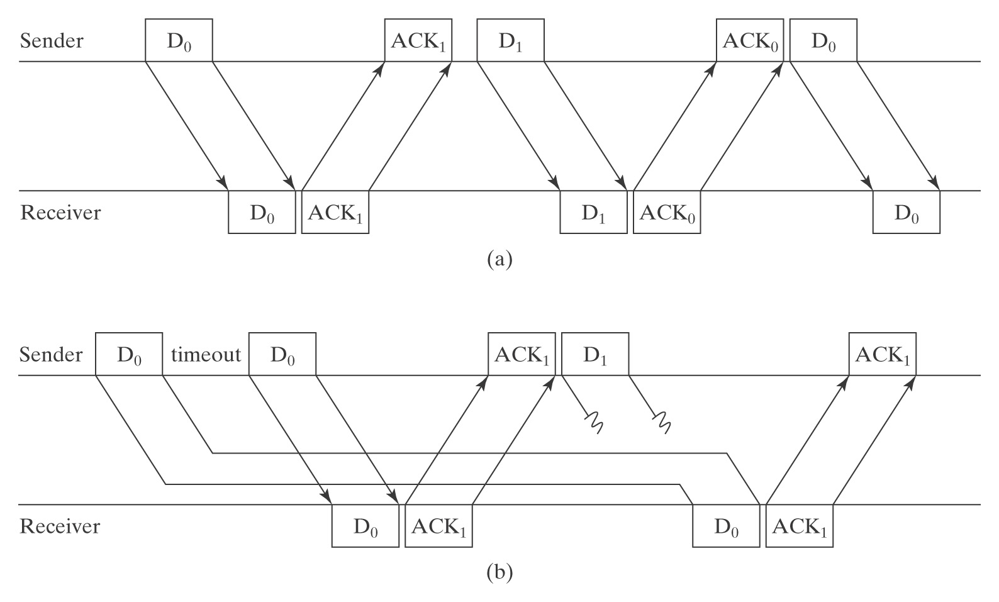 Sender D₀ ACK₁ D₁ ACK₀ D₀
Receiver D₀ ACK₁ D₁ ACK₀ D₀
(a)
Sender D₀ timeout D₀ ACK₁ D₁ ACK₁
Receiver D₀ ACK₁ D₀ ACK₁
(b)